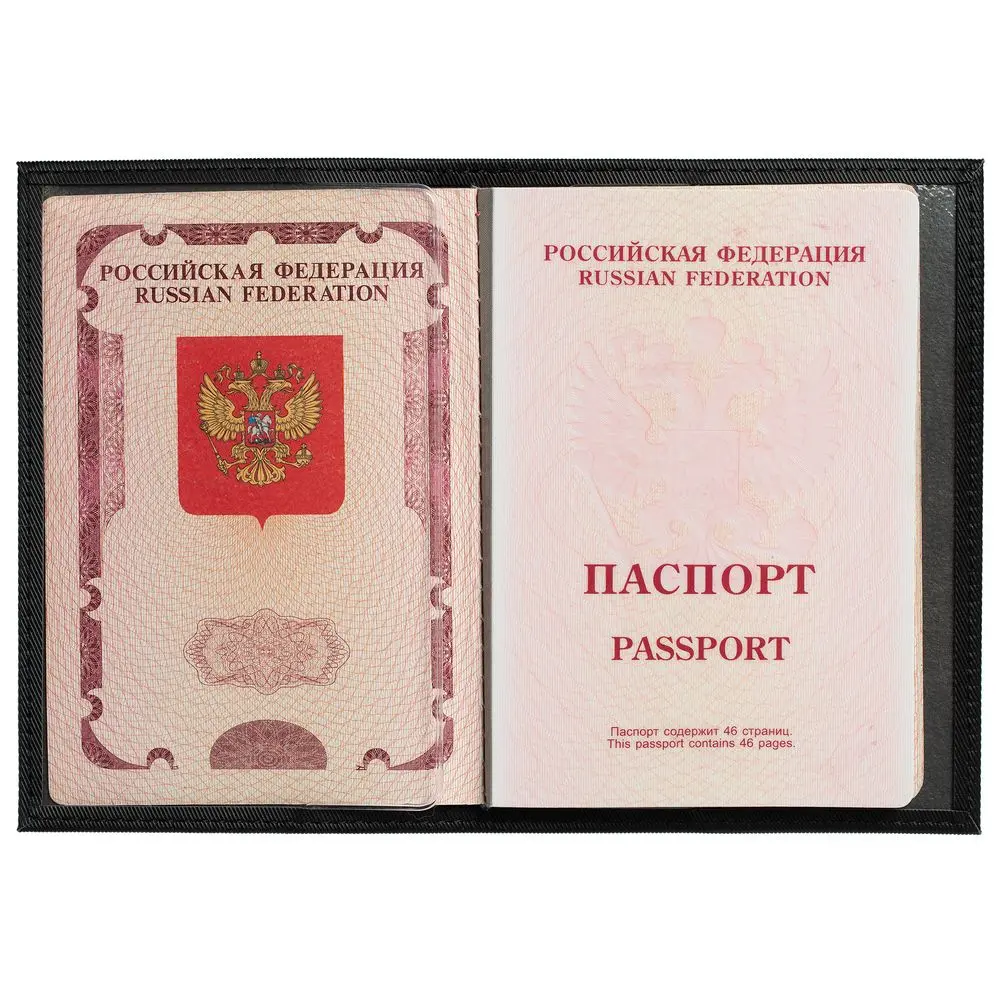 РОССИЙСКАЯ ФЕДЕРАЦИЯ
RUSSIAN FEDERATION
РОССИЙСКАЯ ФЕДЕРАЦИЯ
RUSSIAN FEDERATION
ПАСПОРТ
PASSPORT
Паспорт содержит 46 страниц.
This passport contains 46 pages.